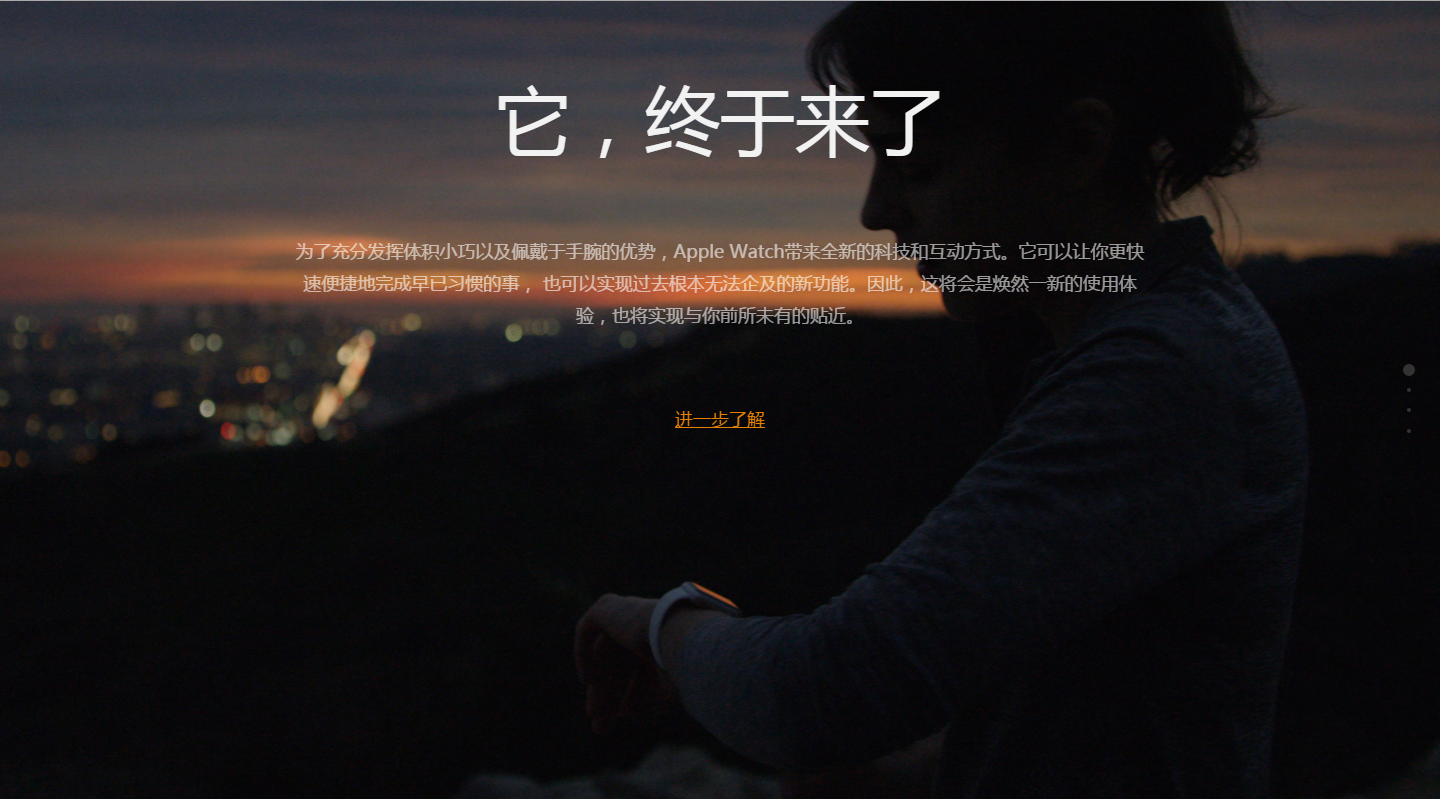 它，终于来了
为了充分发挥体积小巧以及佩戴于手腕的优势，Apple Watch带来全新的科技和互动方式。它可以让你更快
速便捷地完成早已习惯的事， 也可以实现过去根本无法企及的新功能。因此，这将会是焕然一新的使用体
验，也将实现与你前所未有的贴近。
进一步了解